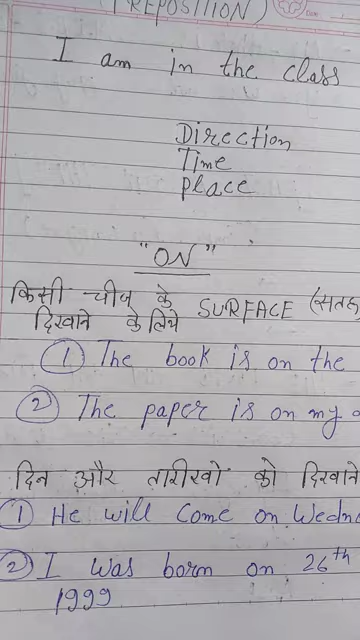 (PREPOSITION)
I am in the class
Direction
Time
Place
"ON"
किसी चीज के SURFACE (सतह
दिखाने के लिये
① The book is on the
② The paper is on my
दिन और तारीखो को दिखाने
① He will come on Wedn
② I was born on 26th
1999